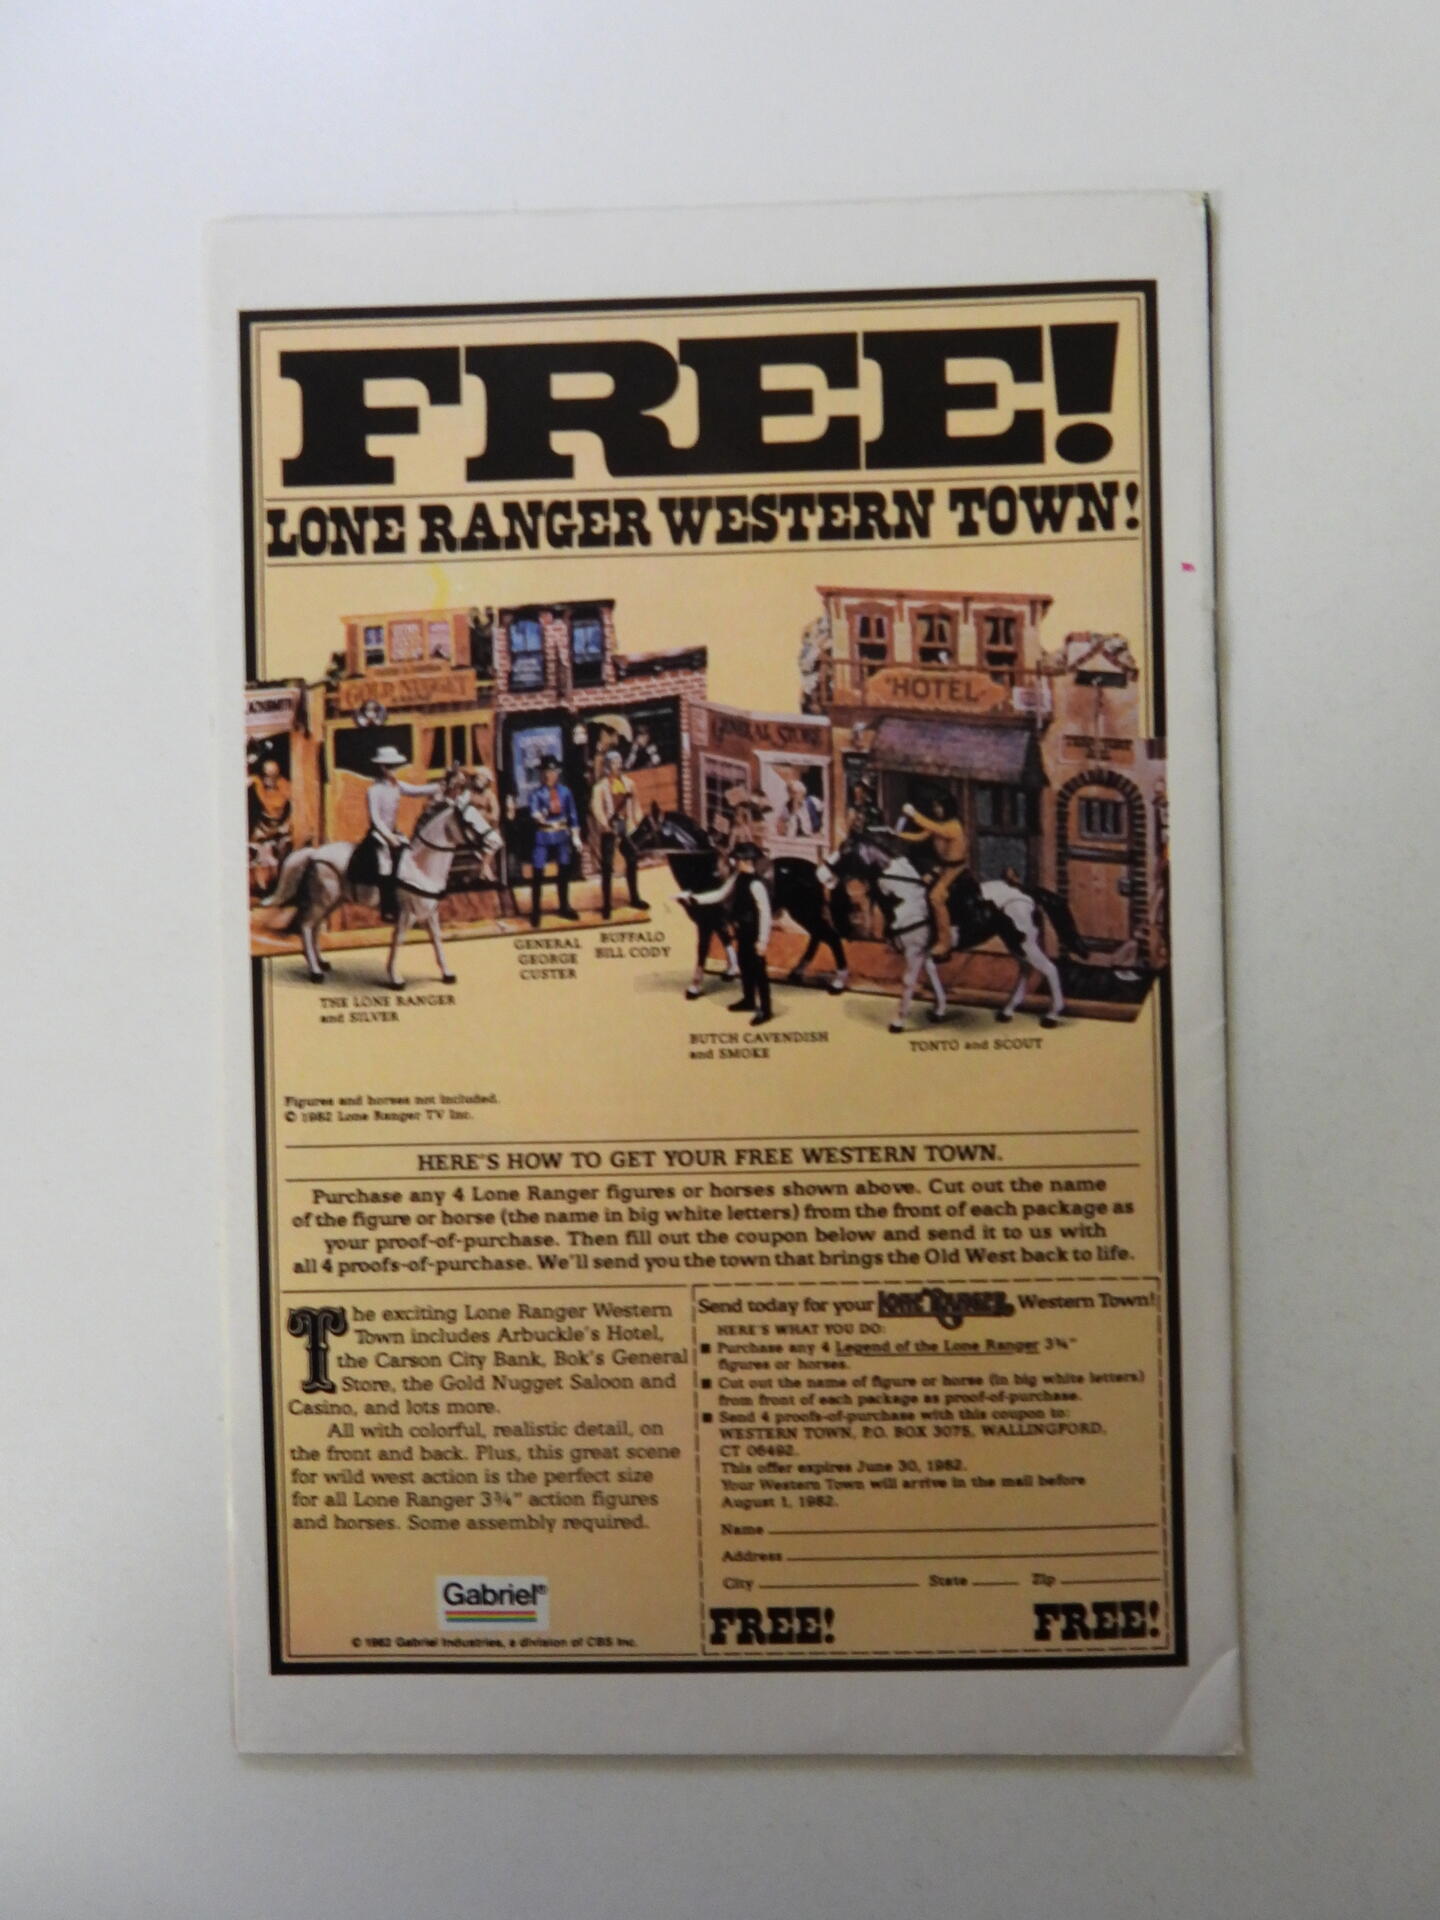 FREE!
LONE RANGER WESTERN TOWN!
GOLD NUGGET
GENERAL STORE
"HOTEL"
GENERAL
GEORGE
CUSTER
BUFFALO
BILL CODY
THE LONE RANGER
and SILVER
BUTCH CAVENDISH
and SMOKE
TONTO and SCOUT
Figures and horses not included.
© 1982 Lone Ranger TV Inc.
HERE'S HOW TO GET YOUR FREE WESTERN TOWN.
Purchase any 4 Lone Ranger figures or horses shown above. Cut out the name
of the figure or horse (the name in big white letters) from the front of each package as
your proof-of-purchase. Then fill out the coupon below and send it to us with
all 4 proofs-of-purchase. We'll send you the town that brings the Old West back to life.
The exciting Lone Ranger Western
Town includes Arbuckle's Hotel,
the Carson City Bank, Bok's General
Store, the Gold Nugget Saloon and
Casino, and lots more.
All with colorful, realistic detail, on
the front and back. Plus, this great scene
for wild west action is the perfect size
for all Lone Ranger 3¾" action figures
and horses. Some assembly required.
Gabriel®
© 1982 Gabriel Industries, a division of CBS Inc.
Send today for your LONE RANGER Western Town!
HERE'S WHAT YOU DO:
■ Purchase any 4 Legend of the Lone Ranger 3¾"
figures or horses.
■ Cut out the name of figure or horse (in big white letters)
from front of each package as proof-of-purchase.
■ Send 4 proofs-of-purchase with this coupon to:
WESTERN TOWN, P.O. BOX 3075, WALLINGFORD,
CT 06492.
This offer expires June 30, 1982.
Your Western Town will arrive in the mail before
August 1, 1982.
Name
Address
City State Zip
FREE! FREE!